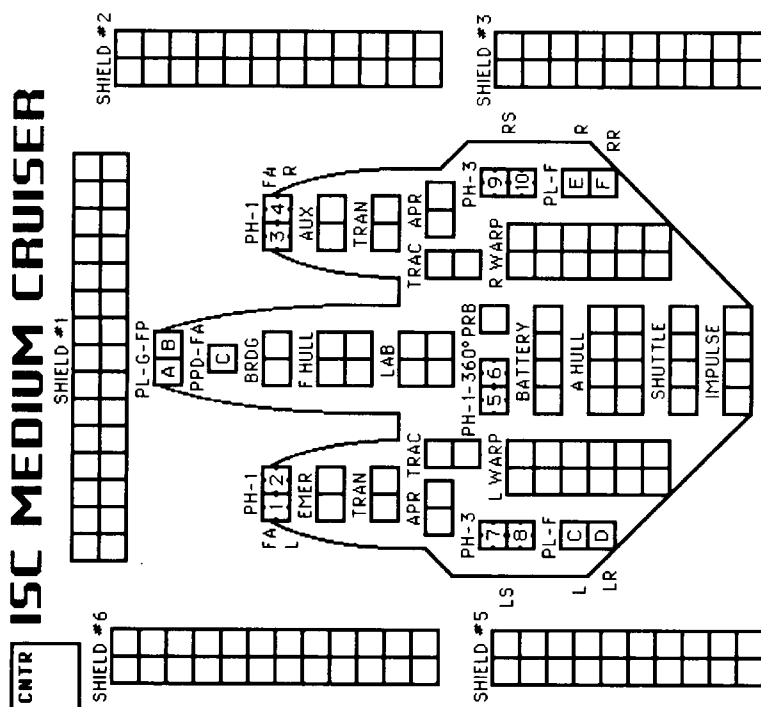 ISC MEDIUM CRUISER
CNTR
SHIELD #1
SHIELD #2
SHIELD #3
SHIELD #6
SHIELD #5
PL-G-FP
A B
PPD-FA
C
BRDG
F HULL
LAB
PH-1-360° PRB
5 6
BATTERY
A HULL
SHUTTLE
IMPULSE
PH-1
1 2
FA
L
EMER
TRAN
APR
TRAC
L WARP
PH-3
7
8
LS
PL-F
C
D
L
LR
PH-1
3 4
FA
R
AUX
TRAN
APR
TRAC
R WARP
PH-3
9
10
RS
PL-F
E
F
R
RR